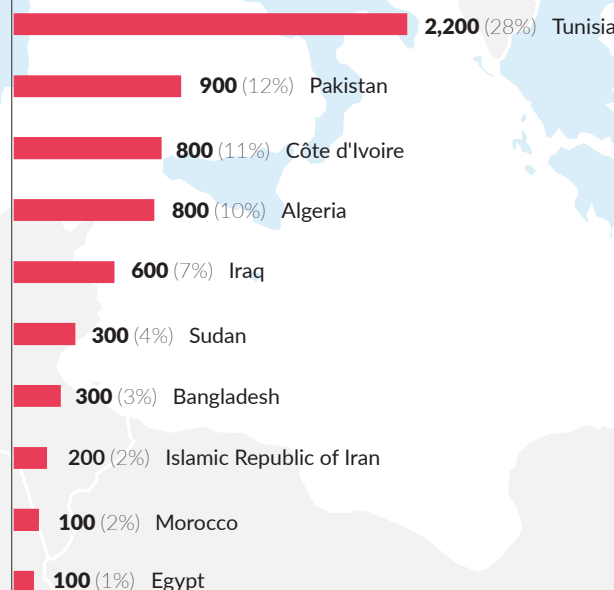 2,200 (28%) Tunisia
900 (12%) Pakistan
800 (11%) Côte d'Ivoire
800 (10%) Algeria
600 (7%) Iraq
300 (4%) Sudan
300 (3%) Bangladesh
200 (2%) Islamic Republic of Iran
100 (2%) Morocco
100 (1%) Egypt